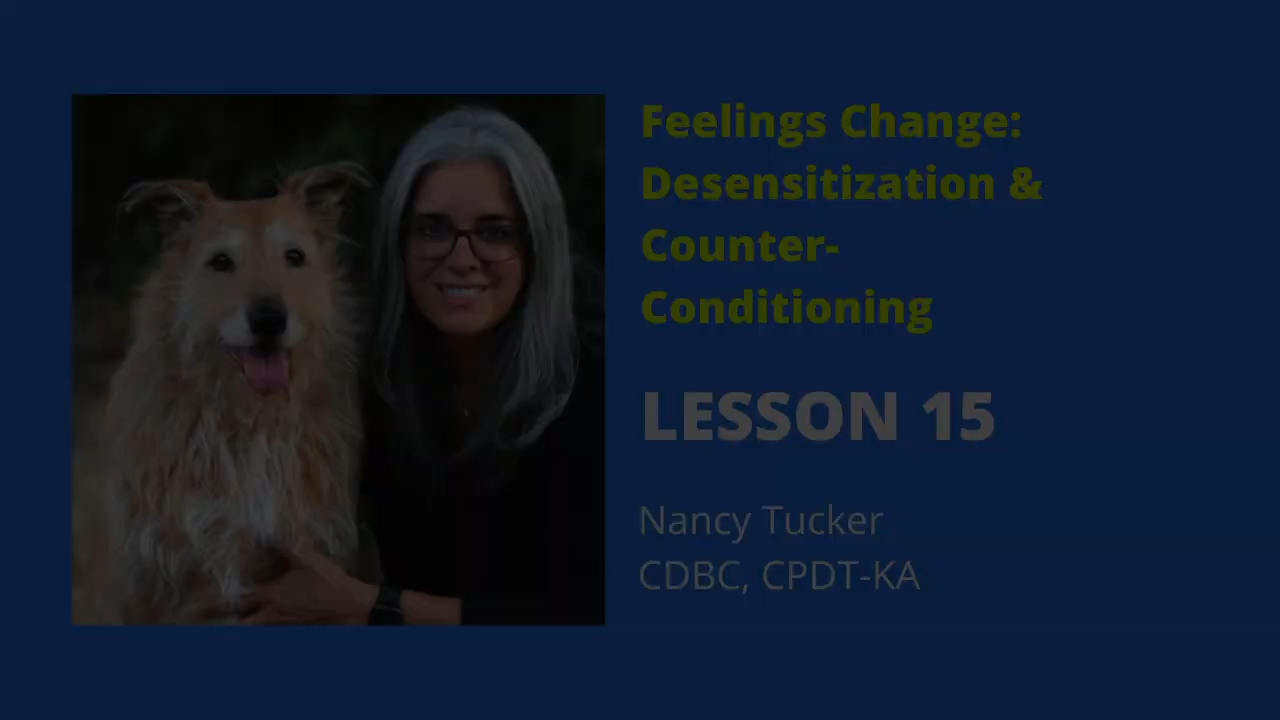 Feelings Change:
Desensitization &
Counter-
Conditioning
LESSON 15
Nancy Tucker
CDBC, CPDT-KA